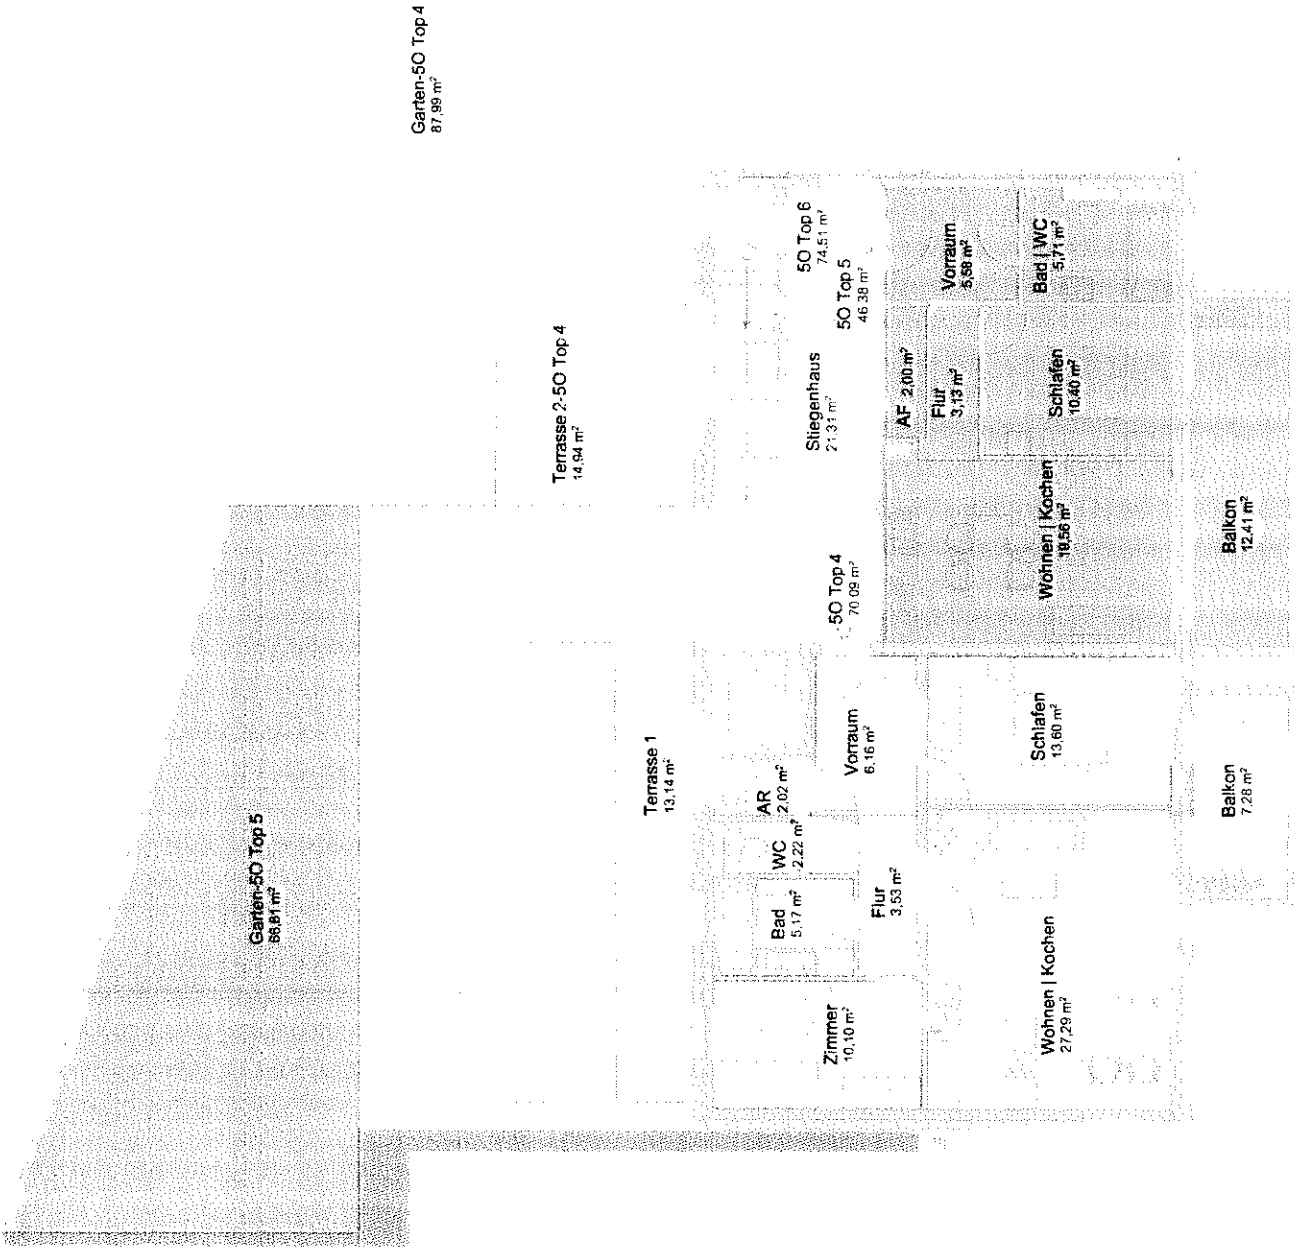 Garten-5O Top 4
87,99 m²
Terrasse 2-5O Top 4
14,94 m²
Garten-5O Top 5
66,81 m²
Terrasse 1
13,14 m²
5O Top 6
74.51 m²
5O Top 5
46.38 m²
Stiegenhaus
21.31 m²
5O Top 4
70.09 m²
Vorraum
5,58 m²
Bad | WC
5,71 m²
AF 2,00 m²
Flur
3,13 m²
Schlafen
10,40 m²
Wohnen | Kochen
19,56 m²
Balkon
12.41 m²
AR
2,02 m²
WC
2.22 m²
Bad
5.17 m²
Vorraum
6.16 m²
Flur
3,53 m²
Zimmer
10,10 m²
Schlafen
13,60 m²
Wohnen | Kochen
27,29 m²
Balkon
7.28 m²